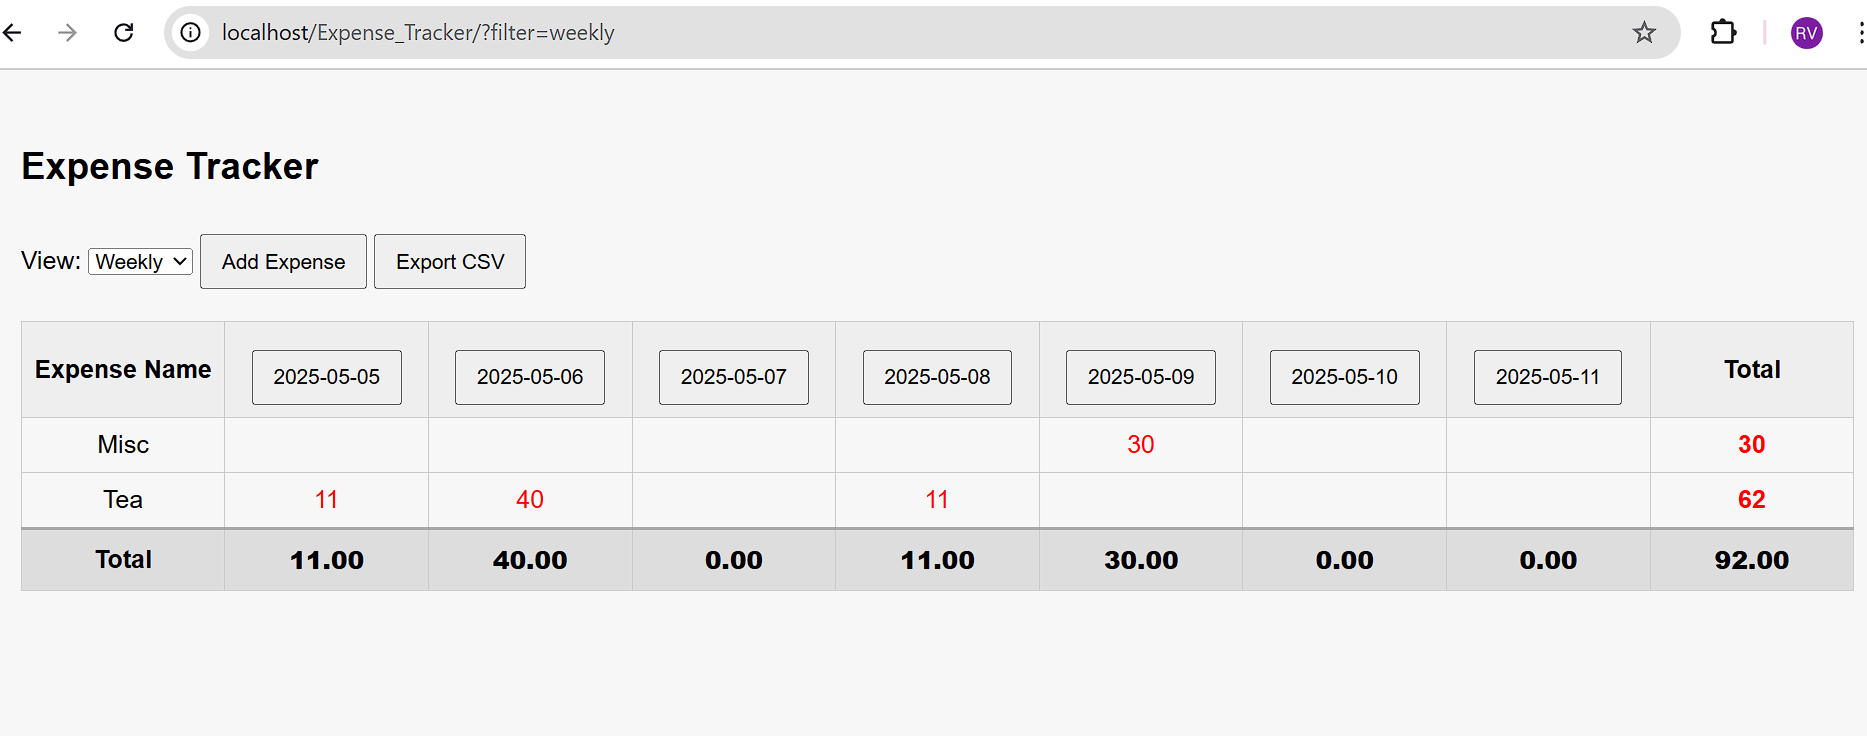 localhost/Expense_Tracker/?filter=weekly
RV
Expense Tracker
View: Weekly Add Expense Export CSV
Expense Name 2025-05-05 2025-05-06 2025-05-07 2025-05-08 2025-05-09 2025-05-10 2025-05-11 Total
Misc 30 30
Tea 11 40 11 62
Total 11.00 40.00 0.00 11.00 30.00 0.00 0.00 92.00